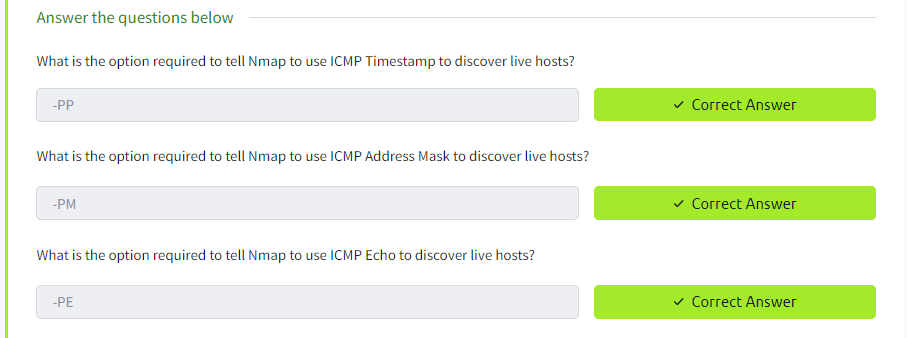 Answer the questions below
What is the option required to tell Nmap to use ICMP Timestamp to discover live hosts?
-PP
✓ Correct Answer
What is the option required to tell Nmap to use ICMP Address Mask to discover live hosts?
-PM
✓ Correct Answer
What is the option required to tell Nmap to use ICMP Echo to discover live hosts?
-PE
✓ Correct Answer